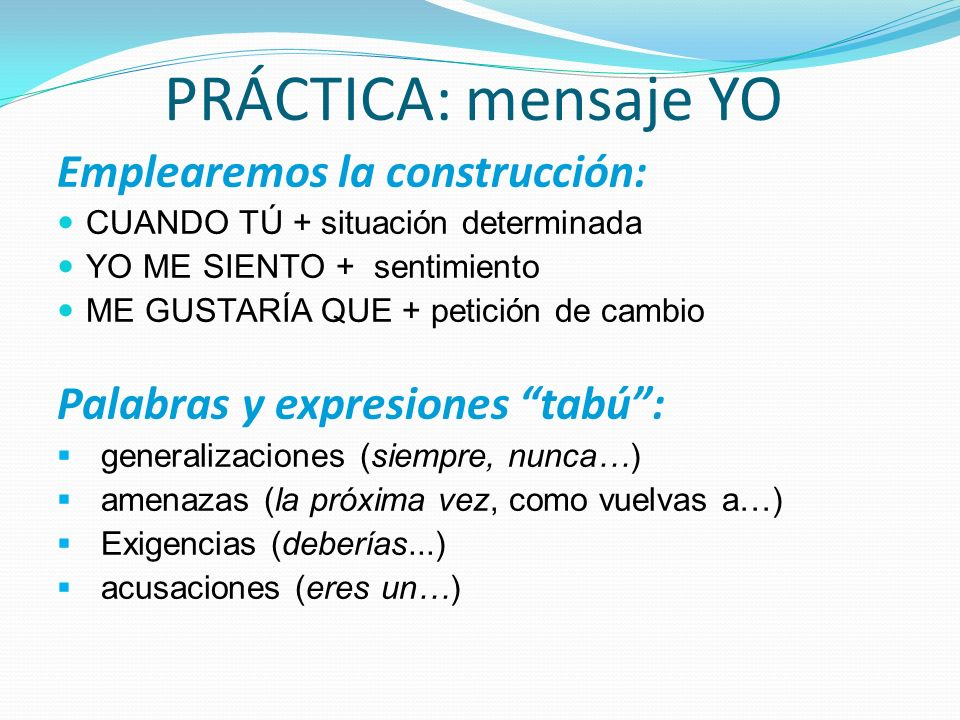 PRÁCTICA: mensaje YO
Emplearemos la construcción:
• CUANDO TÚ + situación determinada
• YO ME SIENTO + sentimiento
• ME GUSTARÍA QUE + petición de cambio
Palabras y expresiones “tabú”:
▪ generalizaciones (siempre, nunca…)
▪ amenazas (la próxima vez, como vuelvas a…)
▪ Exigencias (deberías...)
▪ acusaciones (eres un…)